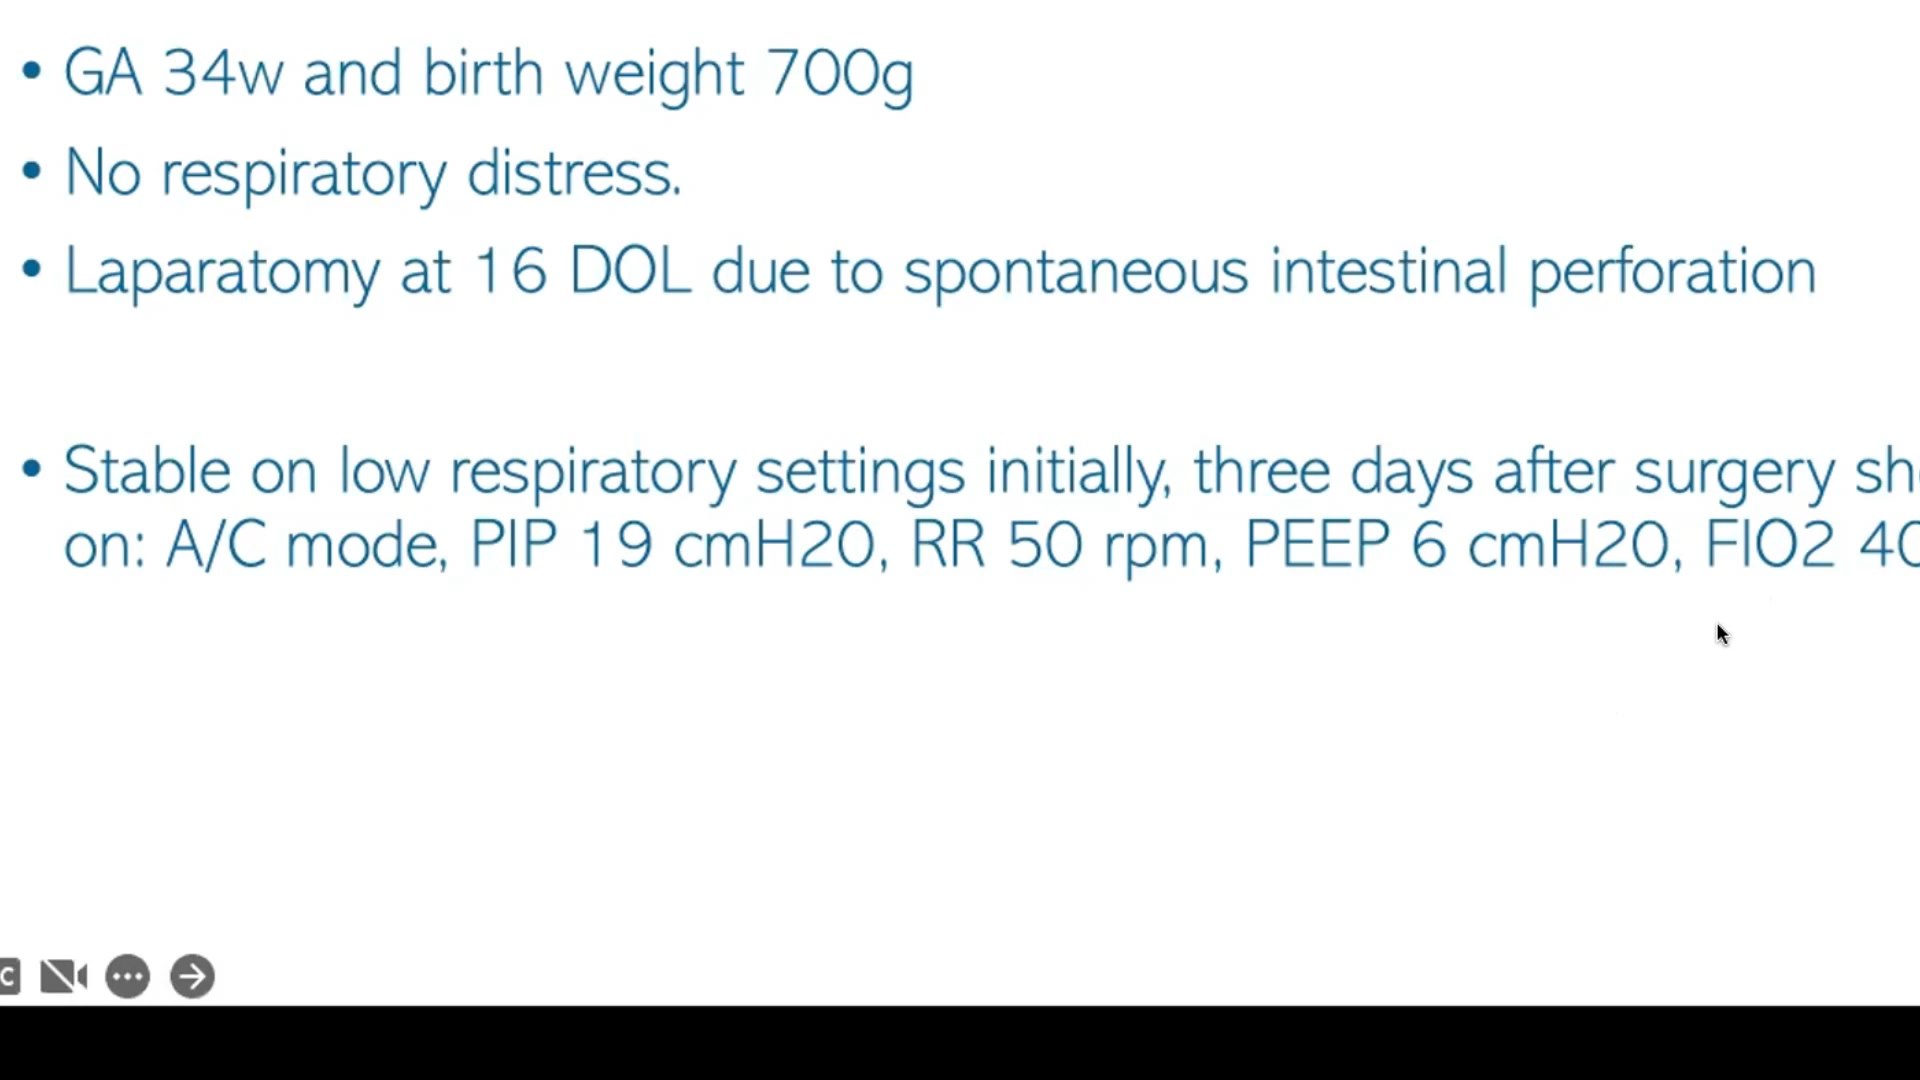 • GA 34w and birth weight 700g
• No respiratory distress.
• Laparatomy at 16 DOL due to spontaneous intestinal perforation
• Stable on low respiratory settings initially, three days after surgery
on: A/C mode, PIP 19 cmH20, RR 50 rpm, PEEP 6 cmH20, FIO2 40